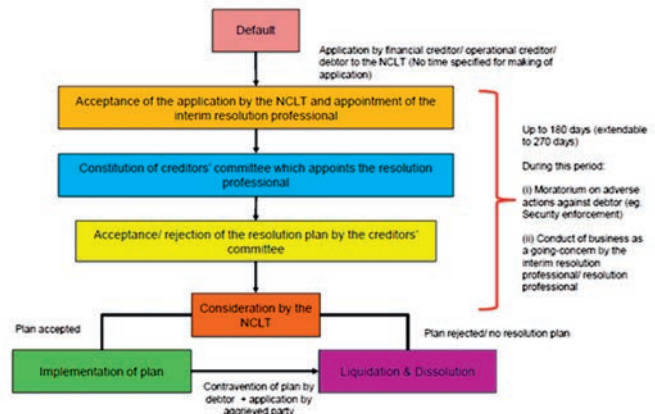 Default
Application by financial creditor/ operational creditor/
debtor to the NCLT (No time specified for making of
application)
Acceptance of the application by the NCLT and appointment of the
interim resolution professional
Constitution of creditors' committee which appoints the resolution
professional
Acceptance/ rejection of the resolution plan by the creditors'
committee
Up to 180 days (extendable
to 270 days)
During this period:
(i) Moratorium on adverse
actions against debtor (eg.
Security enforcement)
(ii) Conduct of business as
a going-concern by the
interim resolution
professional/ resolution
professional
Consideration by the
NCLT
Plan accepted
Plan rejected/ no resolution plan
Implementation of plan
Liquidation & Dissolution
Contravention of plan by
debtor + application by
aggrieved party